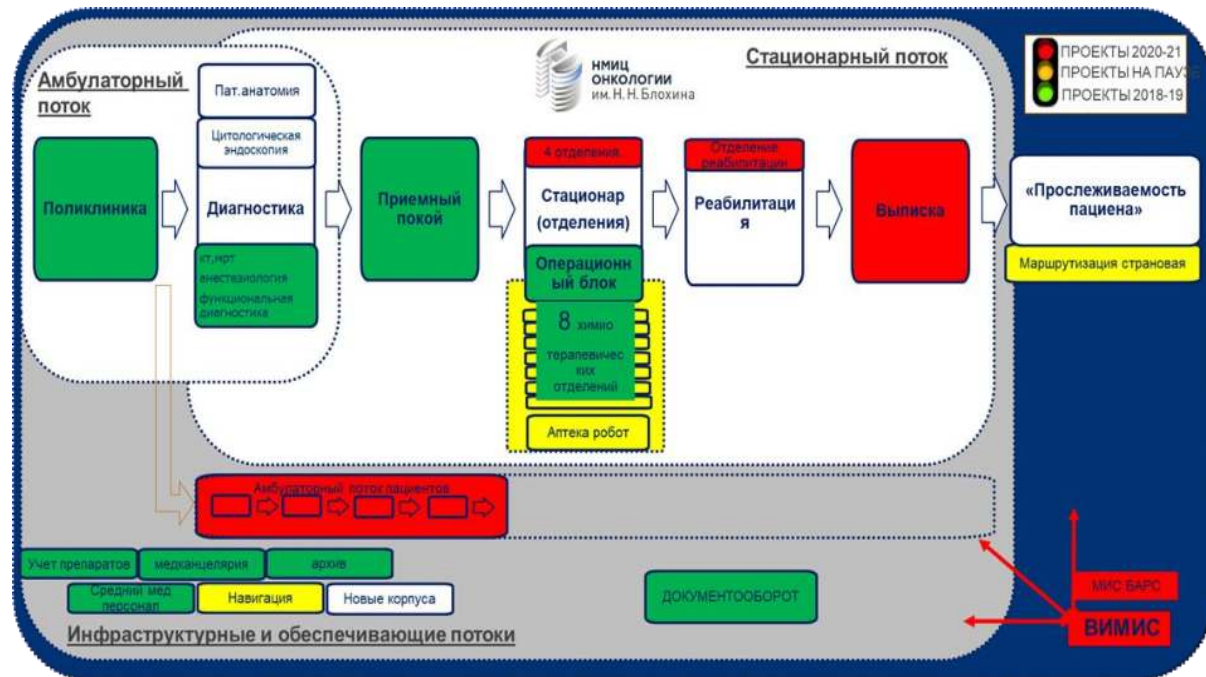 Амбулаторный
поток
Пат.анатомия
Цитологическая
эндоскопия
Поликлиника
Диагностика
кт,мрт
анестезиология
функциональная
диагностика
НМИЦ
ОНКОЛОГИИ
им. Н. Н. Блохина
Стационарный поток
Приемный
покой
4 отделения
Стационар
(отделения)
Операционн
ый блок
8 химио
терапевичес
ких
отделений
Аптека робот
Отделение
реабилитации
Реабилитаци
я
Выписка
ПРОЕКТЫ 2020-21
ПРОЕКТЫ НА ПАУЗЕ
ПРОЕКТЫ 2018-19
«Прослеживаемость
пациена»
Маршрутизация страновая
Амбулаторный поток пациентов
Учет препаратов
медканцелярия
архив
Средний мед
персонал
Навигация
Новые корпуса
ДОКУМЕНТООБОРОТ
МИС БАРС
ВИМИС
Инфраструктурные и обеспечивающие потоки